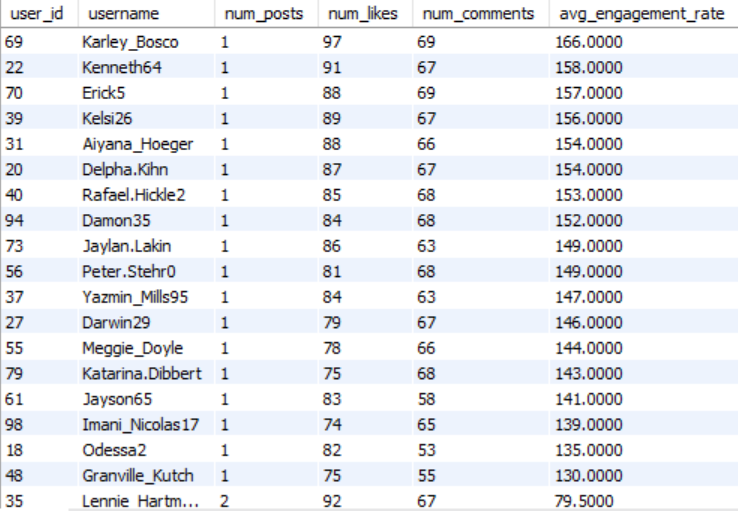 user_id username num_posts num_likes num_comments avg_engagement_rate
69 Karley_Bosco 1 97 69 166.0000
22 Kenneth64 1 91 67 158.0000
70 Erick5 1 88 69 157.0000
39 Kelsi26 1 89 67 156.0000
31 Aiyana_Hoeger 1 88 66 154.0000
20 Delpha.Kihn 1 87 67 154.0000
40 Rafael.Hickle2 1 85 68 153.0000
94 Damon35 1 84 68 152.0000
73 Jaylan.Lakin 1 86 63 149.0000
56 Peter.Stehr0 1 81 68 149.0000
37 Yazmin_Mills95 1 84 63 147.0000
27 Darwin29 1 79 67 146.0000
55 Meggie_Doyle 1 78 66 144.0000
79 Katarina.Dibbert 1 75 68 143.0000
61 Jayson65 1 83 58 141.0000
98 Imani_Nicolas17 1 74 65 139.0000
18 Odessa2 1 82 53 135.0000
48 Granville_Kutch 1 75 55 130.0000
35 Lennie_Hartm... 2 92 67 79.5000